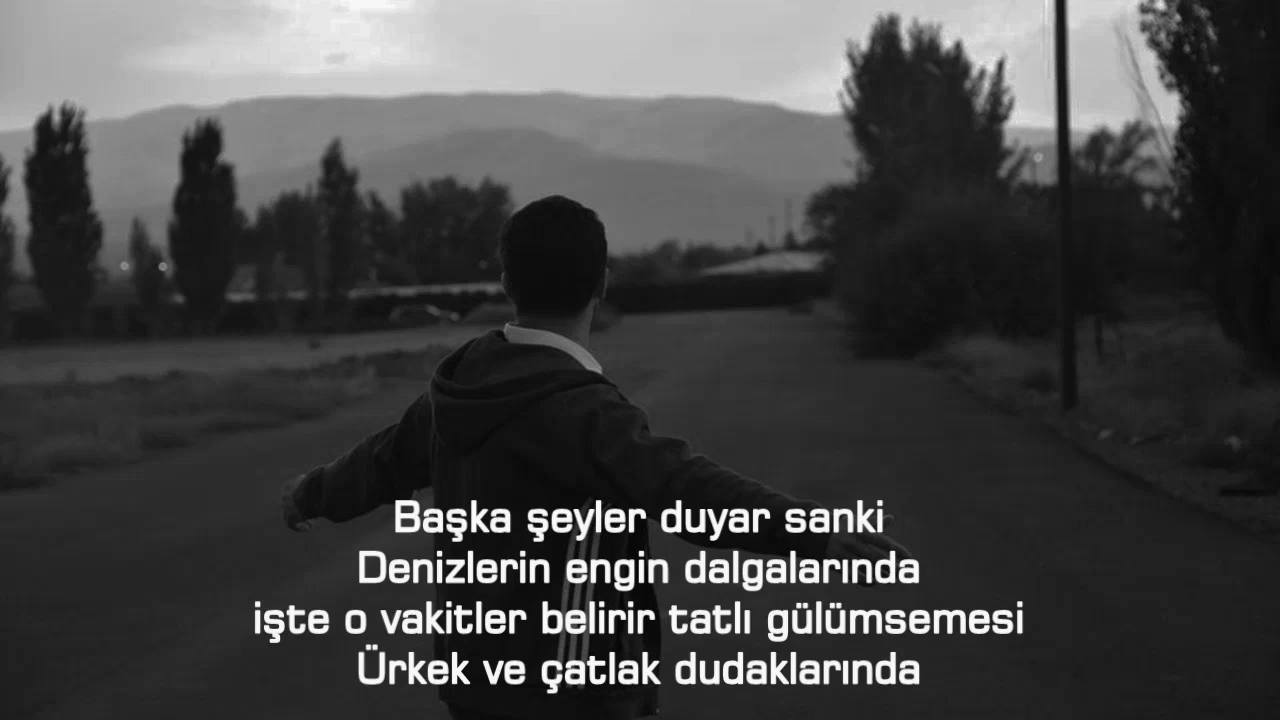 Başka şeyler duyar sanki
Denizlerin engin dalgalarında
işte o vakitler belirir tatlı gülümsemesi
Ürkek ve çatlak dudaklarında